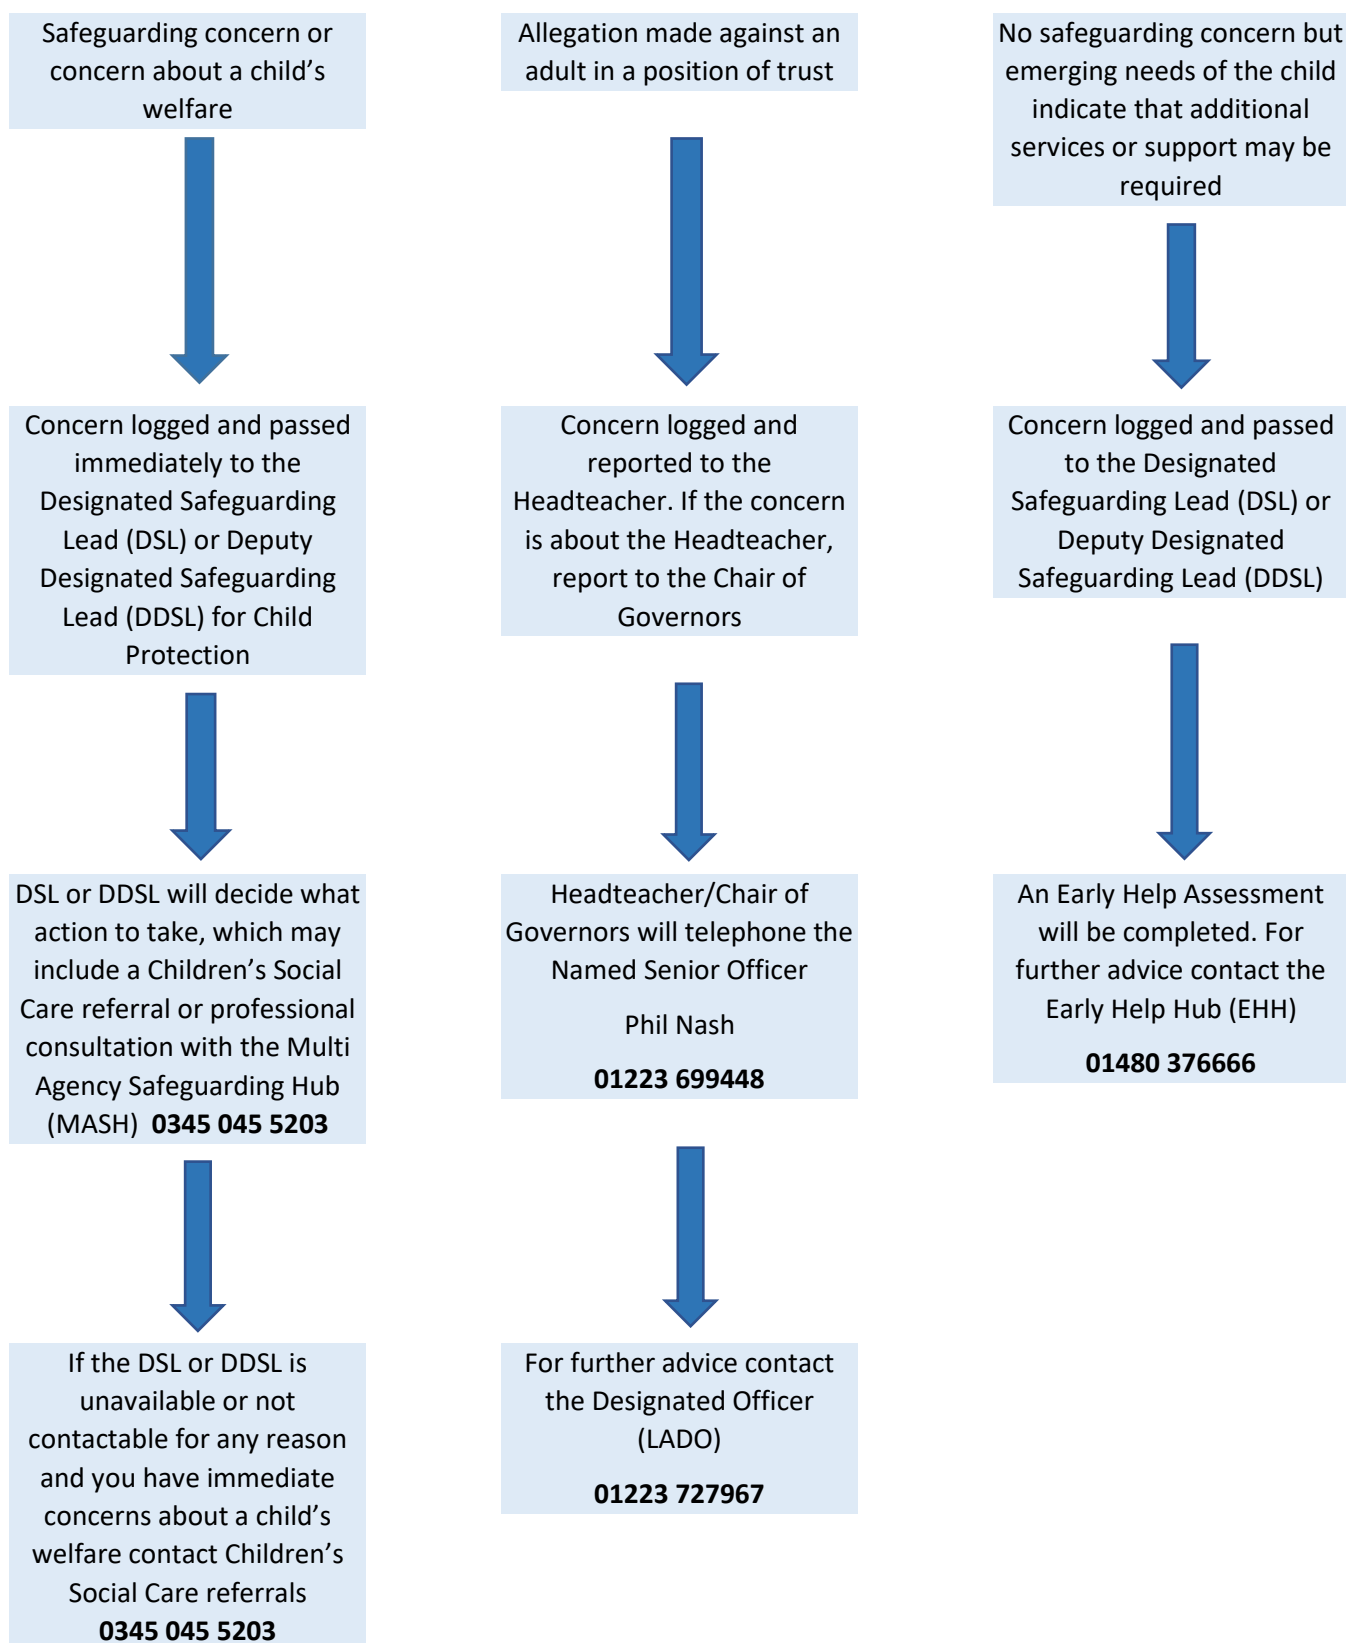 Safeguarding concern or
concern about a child’s
welfare
Concern logged and passed
immediately to the
Designated Safeguarding
Lead (DSL) or Deputy
Designated Safeguarding
Lead (DDSL) for Child
Protection
DSL or DDSL will decide what
action to take, which may
include a Children’s Social
Care referral or professional
consultation with the Multi
Agency Safeguarding Hub
(MASH)  0345 045 5203
If the DSL or DDSL is
unavailable or not
contactable for any reason
and you have immediate
concerns about a child’s
welfare contact Children’s
Social Care referrals
0345 045 5203
Allegation made against an
adult in a position of trust
Concern logged and
reported to the
Headteacher. If the concern
is about the Headteacher,
report to the Chair of
Governors
Headteacher/Chair of
Governors will telephone the
Named Senior Officer
Phil Nash
01223 699448
For further advice contact
the Designated Officer
(LADO)
01223 727967
No safeguarding concern but
emerging needs of the child
indicate that additional
services or support may be
required
Concern logged and passed
to the Designated
Safeguarding Lead (DSL) or
Deputy Designated
Safeguarding Lead (DDSL)
An Early Help Assessment
will be completed. For
further advice contact the
Early Help Hub (EHH)
01480 376666